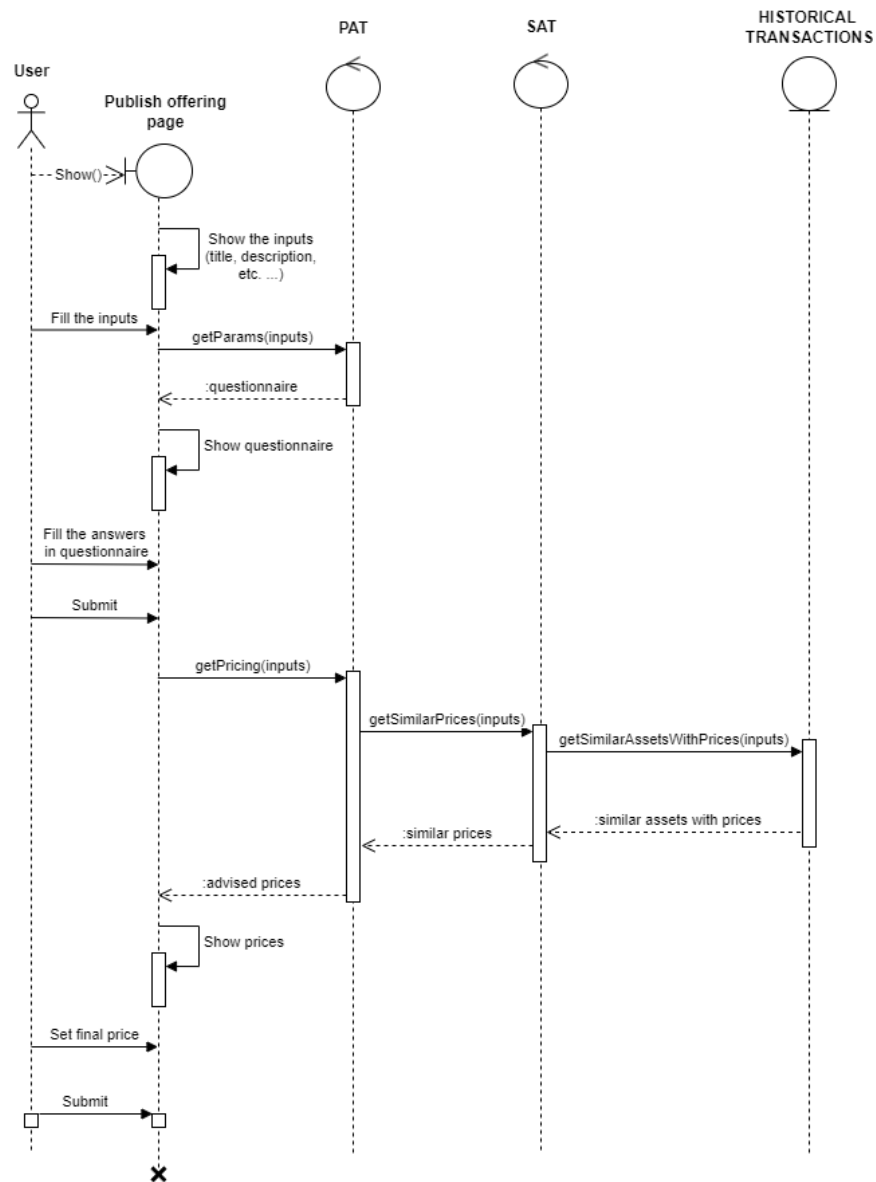 HISTORICAL
TRANSACTIONS
PAT
SAT
User
Publish offering
page
Show()
Show the inputs
(title, description,
etc. ...)
Fill the inputs
getParams(inputs)
:questionnaire
Show questionnaire
Fill the answers
in questionnaire
Submit
getPricing(inputs)
getSimilarPrices(inputs)
getSimilarAssetsWithPrices(inputs)
:similar assets with prices
:similar prices
:advised prices
Show prices
Set final price
Submit